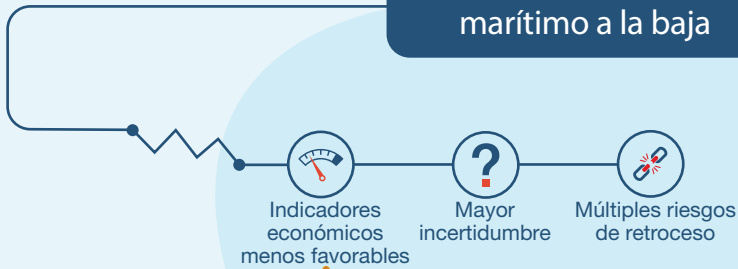 marítimo a la baja
Indicadores
económicos
menos favorables
Mayor
incertidumbre
Múltiples riesgos
de retroceso